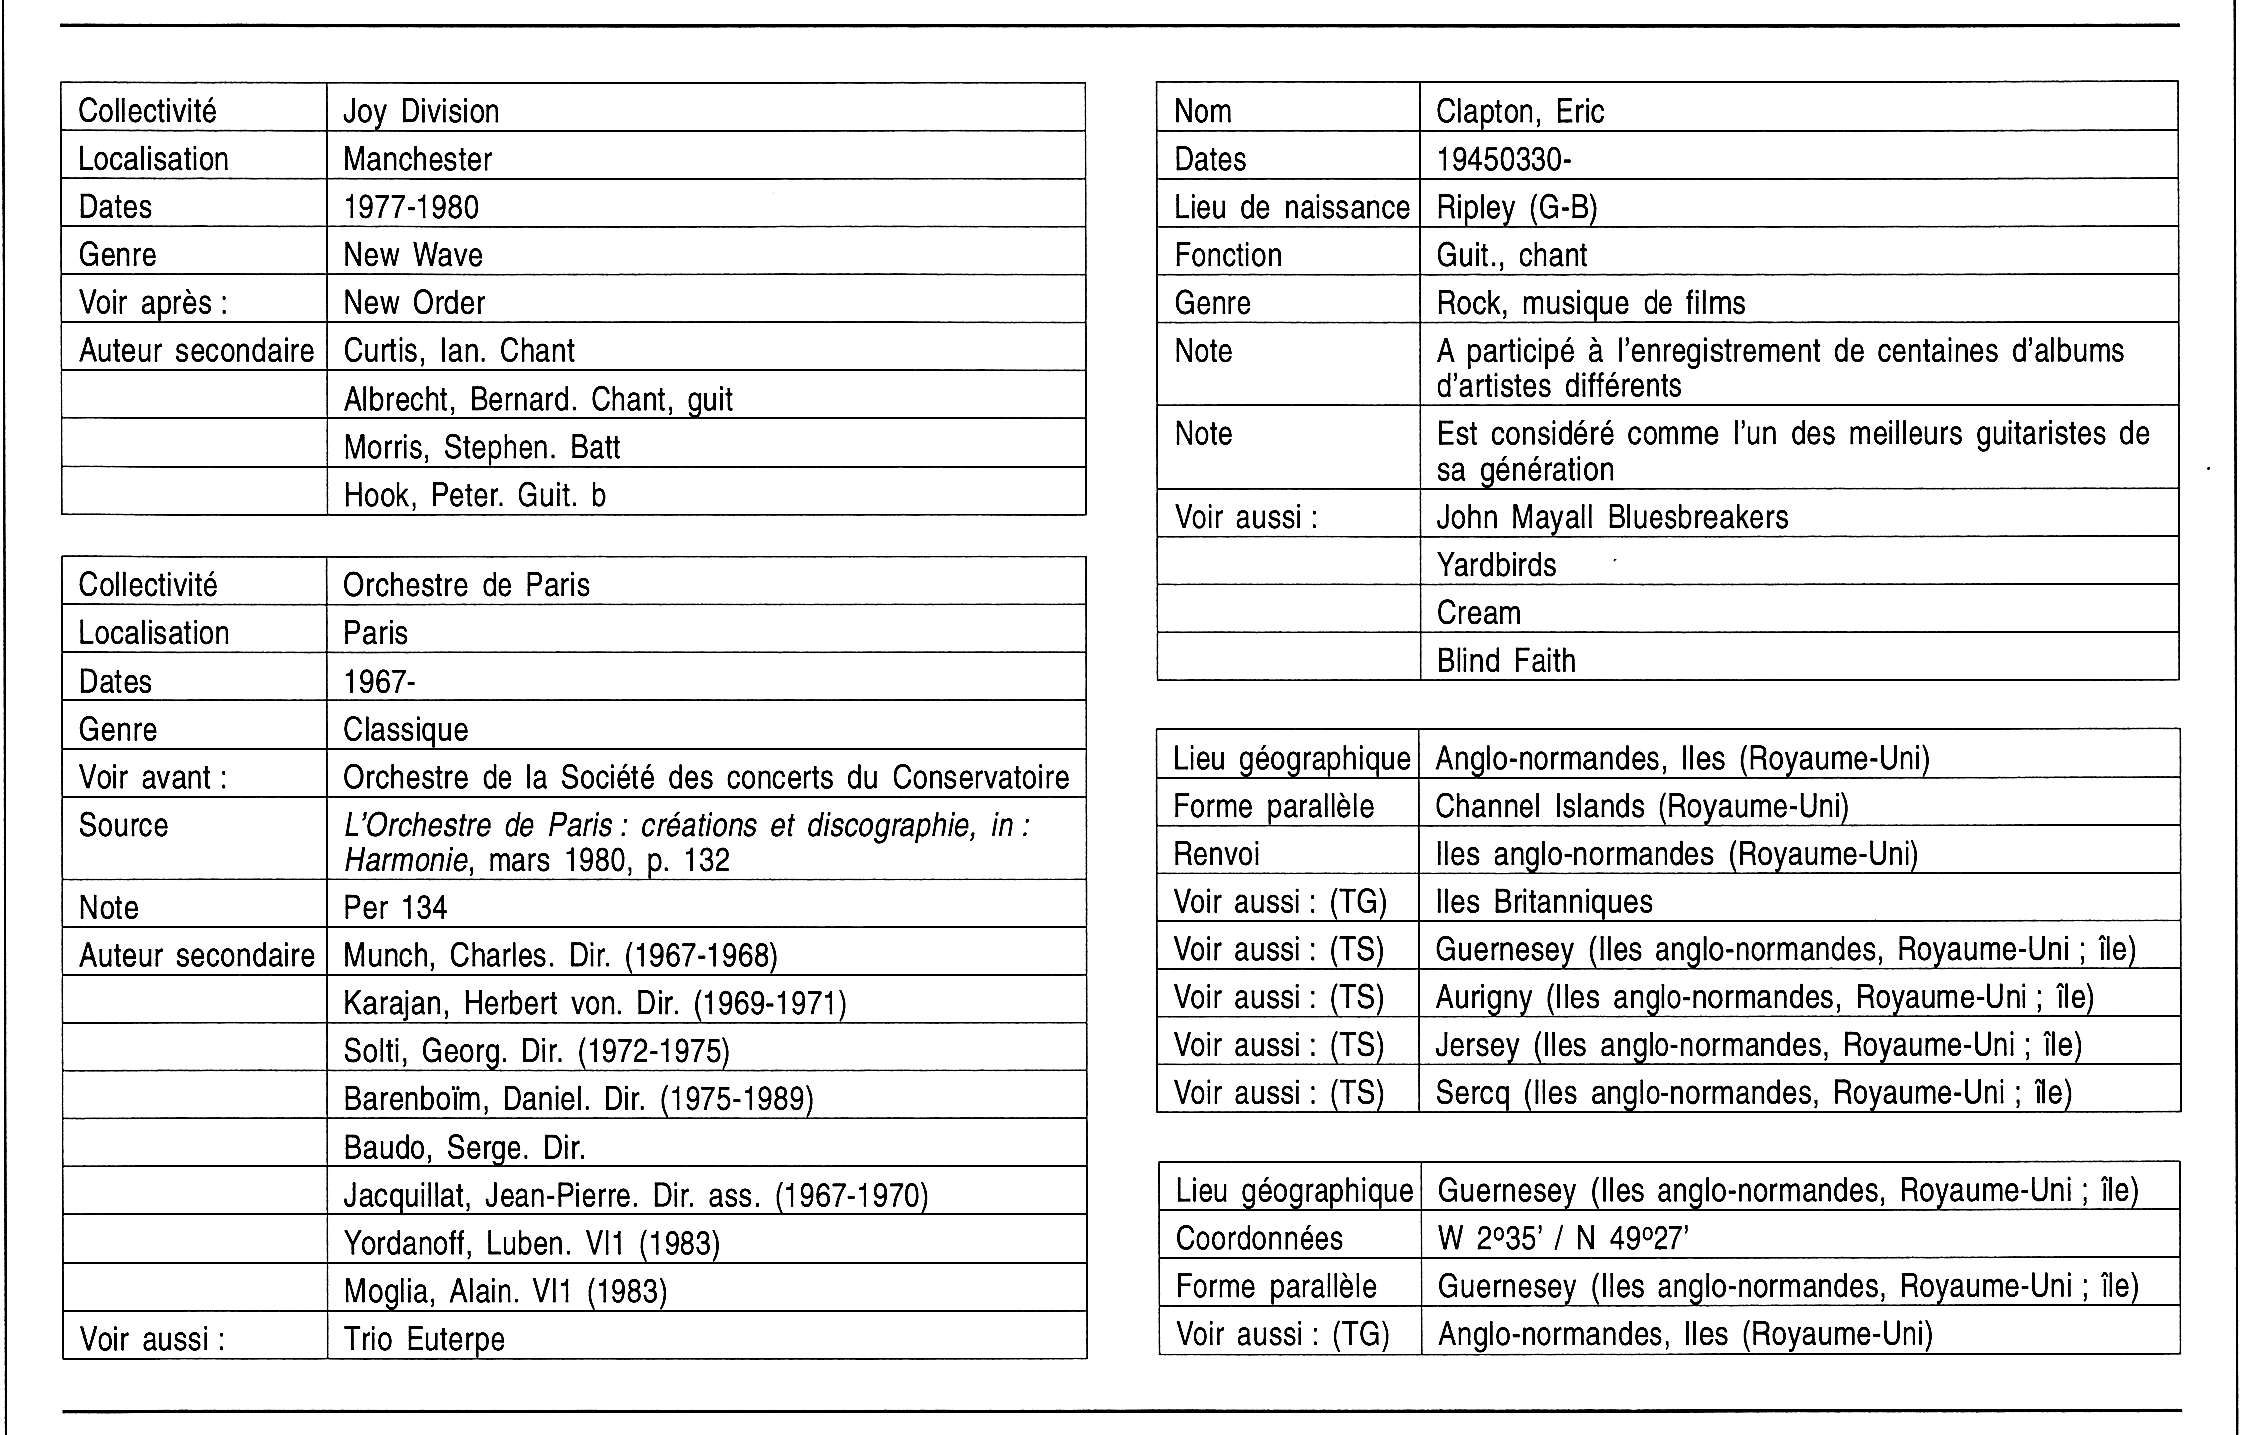 Collectivité Joy Division
Localisation Manchester
Dates 1977-1980
Genre New Wave
Voir après : New Order
Auteur secondaire Curtis, Ian. Chant
Albrecht, Bernard. Chant, guit
Morris, Stephen. Batt
Hook, Peter. Guit. b
Collectivité Orchestre de Paris
Localisation Paris
Dates 1967-
Genre Classique
Voir avant : Orchestre de la Société des concerts du Conservatoire
Source L'Orchestre de Paris : créations et discographie, in :
Harmonie, mars 1980, p. 132
Note Per 134
Auteur secondaire Munch, Charles. Dir. (1967-1968)
Karajan, Herbert von. Dir. (1969-1971)
Solti, Georg. Dir. (1972-1975)
Barenboïm, Daniel. Dir. (1975-1989)
Baudo, Serge. Dir.
Jacquillat, Jean-Pierre. Dir. ass. (1967-1970)
Yordanoff, Luben. Vl1 (1983)
Moglia, Alain. Vl1 (1983)
Voir aussi : Trio Euterpe
Nom Clapton, Eric
Dates 19450330-
Lieu de naissance Ripley (G-B)
Fonction Guit., chant
Genre Rock, musique de films
Note A participé à l'enregistrement de centaines d'albums
d'artistes différents
Note Est considéré comme l'un des meilleurs guitaristes de
sa génération
Voir aussi : John Mayall Bluesbreakers
Yardbirds
Cream
Blind Faith
Lieu géographique Anglo-normandes, Iles (Royaume-Uni)
Forme parallèle Channel Islands (Royaume-Uni)
Renvoi Iles anglo-normandes (Royaume-Uni)
Voir aussi : (TG) Iles Britanniques
Voir aussi : (TS) Guernesey (Iles anglo-normandes, Royaume-Uni ; île)
Voir aussi : (TS) Aurigny (Iles anglo-normandes, Royaume-Uni ; île)
Voir aussi : (TS) Jersey (Iles anglo-normandes, Royaume-Uni ; île)
Voir aussi : (TS) Sercq (Iles anglo-normandes, Royaume-Uni ; île)
Lieu géographique Guernesey (Iles anglo-normandes, Royaume-Uni ; île)
Coordonnées W 2º35' / N 49º27'
Forme parallèle Guernesey (Iles anglo-normandes, Royaume-Uni ; île)
Voir aussi : (TG) Anglo-normandes, Iles (Royaume-Uni)